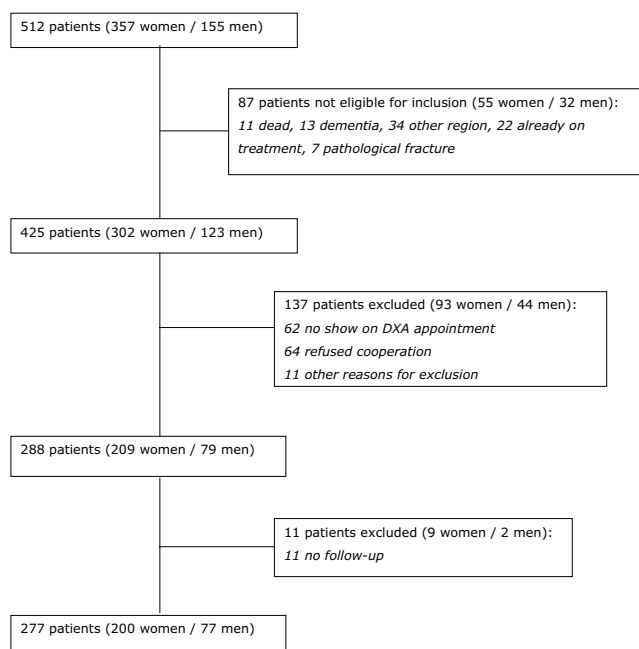 512 patients (357 women / 155 men)
87 patients not eligible for inclusion (55 women / 32 men):
11 dead, 13 dementia, 34 other region, 22 already on
treatment, 7 pathological fracture
425 patients (302 women / 123 men)
137 patients excluded (93 women / 44 men):
62 no show on DXA appointment
64 refused cooperation
11 other reasons for exclusion
288 patients (209 women / 79 men)
11 patients excluded (9 women / 2 men):
11 no follow-up
277 patients (200 women / 77 men)